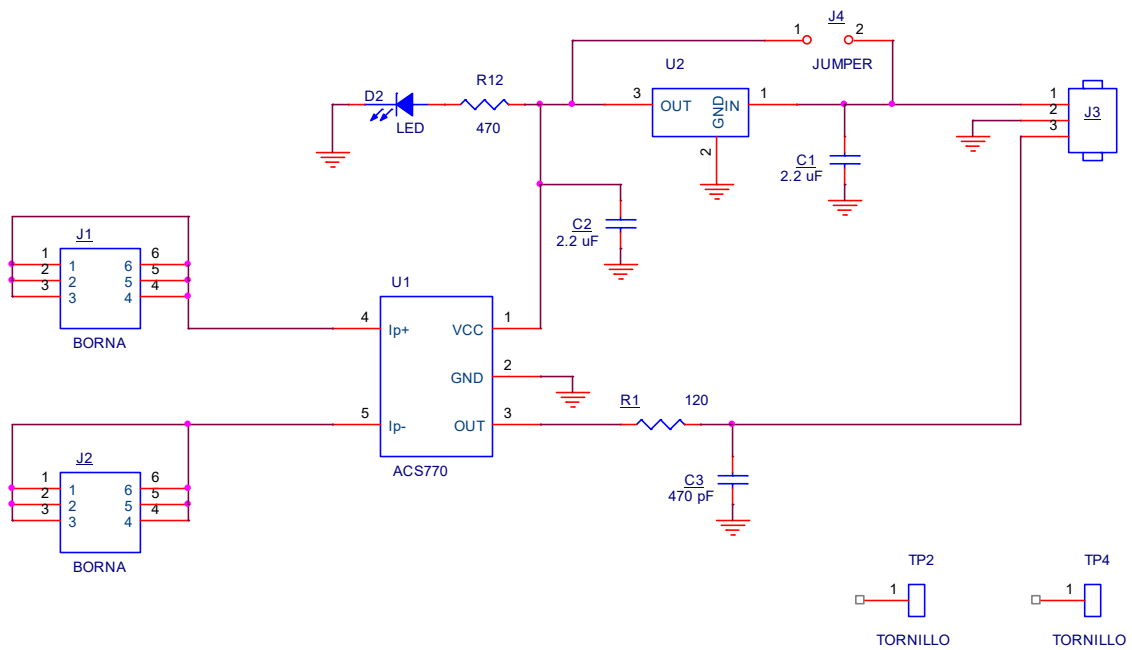 J4
1 2
JUMPER
U2
3 OUT GND IN 1
2
D2
LED
R12
470
C1
2.2 uF
1
2
3
J3
C2
2.2 uF
J1
1 1 6 6
2 2 5 5
3 3 4 4
BORNA
U1
4 Ip+ VCC 1
GND 2
5 Ip- OUT 3
ACS770
R1 120
C3
470 pF
J2
1 1 6 6
2 2 5 5
3 3 4 4
BORNA
TP2
1
TORNILLO
TP4
1
TORNILLO